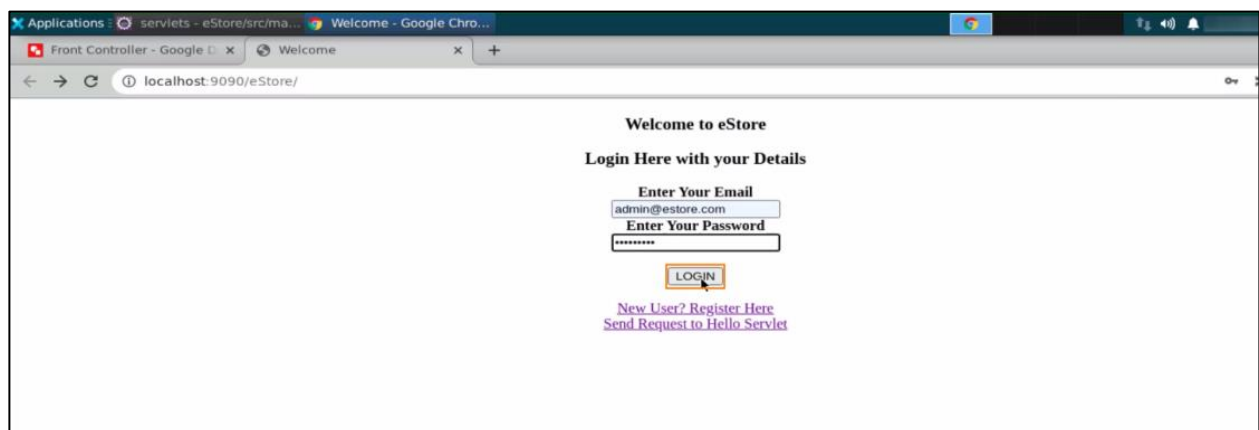 Applications
servlets - eStore/src/ma...
Welcome - Google Chro...
Front Controller - Google D
Welcome
localhost:9090/eStore/
Welcome to eStore
Login Here with your Details
Enter Your Email
admin@estore.com
Enter Your Password
•••••••••
LOGIN
New User? Register Here
Send Request to Hello Servlet